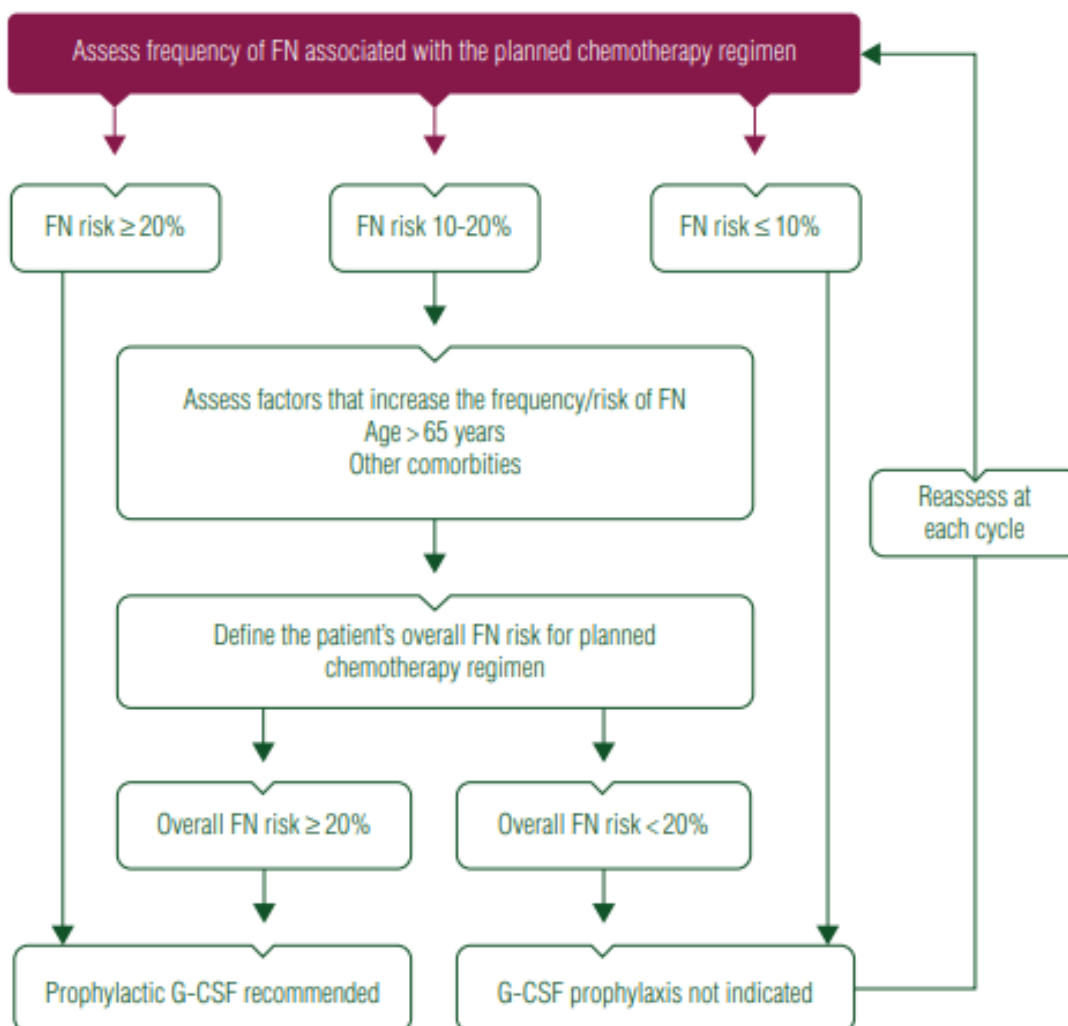 Assess frequency of FN associated with the planned chemotherapy regimen
FN risk ≥ 20%
FN risk 10-20%
FN risk ≤ 10%
Assess factors that increase the frequency/risk of FN
Age > 65 years
Other comorbities
Reassess at
each cycle
Define the patient's overall FN risk for planned
chemotherapy regimen
Overall FN risk ≥ 20%
Overall FN risk < 20%
Prophylactic G-CSF recommended
G-CSF prophylaxis not indicated